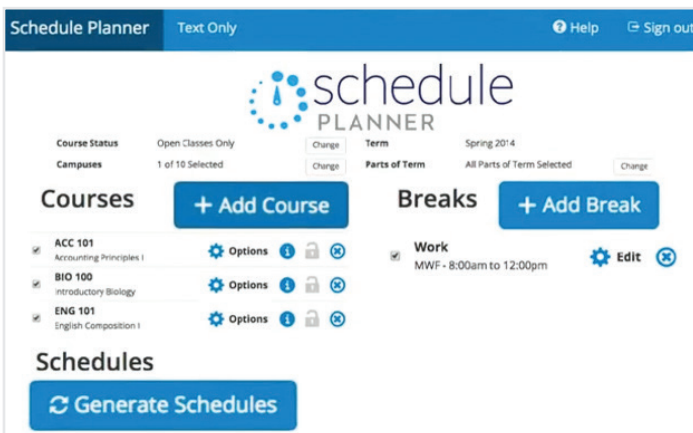 Schedule Planner Text Only Help Sign out
schedule
PLANNER
Course Status Open Classes Only Change Term Spring 2014
Campuses 1 of 10 Selected Change Parts of Term All Parts of Term Selected Change
Courses + Add Course Breaks + Add Break
ACC 101
Accounting Principles I
Options
Work
MWF - 8:00am to 12:00pm
Edit
BIO 100
Introductory Biology
Options
ENG 101
English Composition I
Options
Schedules
Generate Schedules